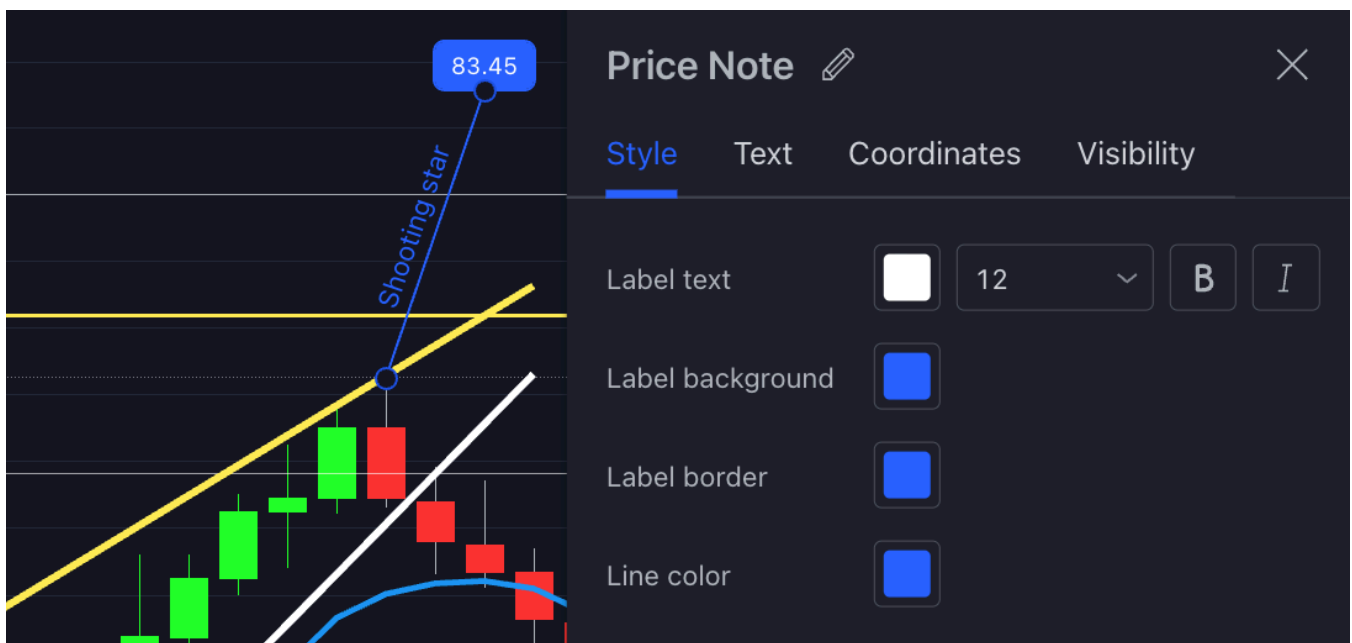 83.45
Shooting star
Price Note
Style Text Coordinates Visibility
Label text 12 B I
Label background
Label border
Line color